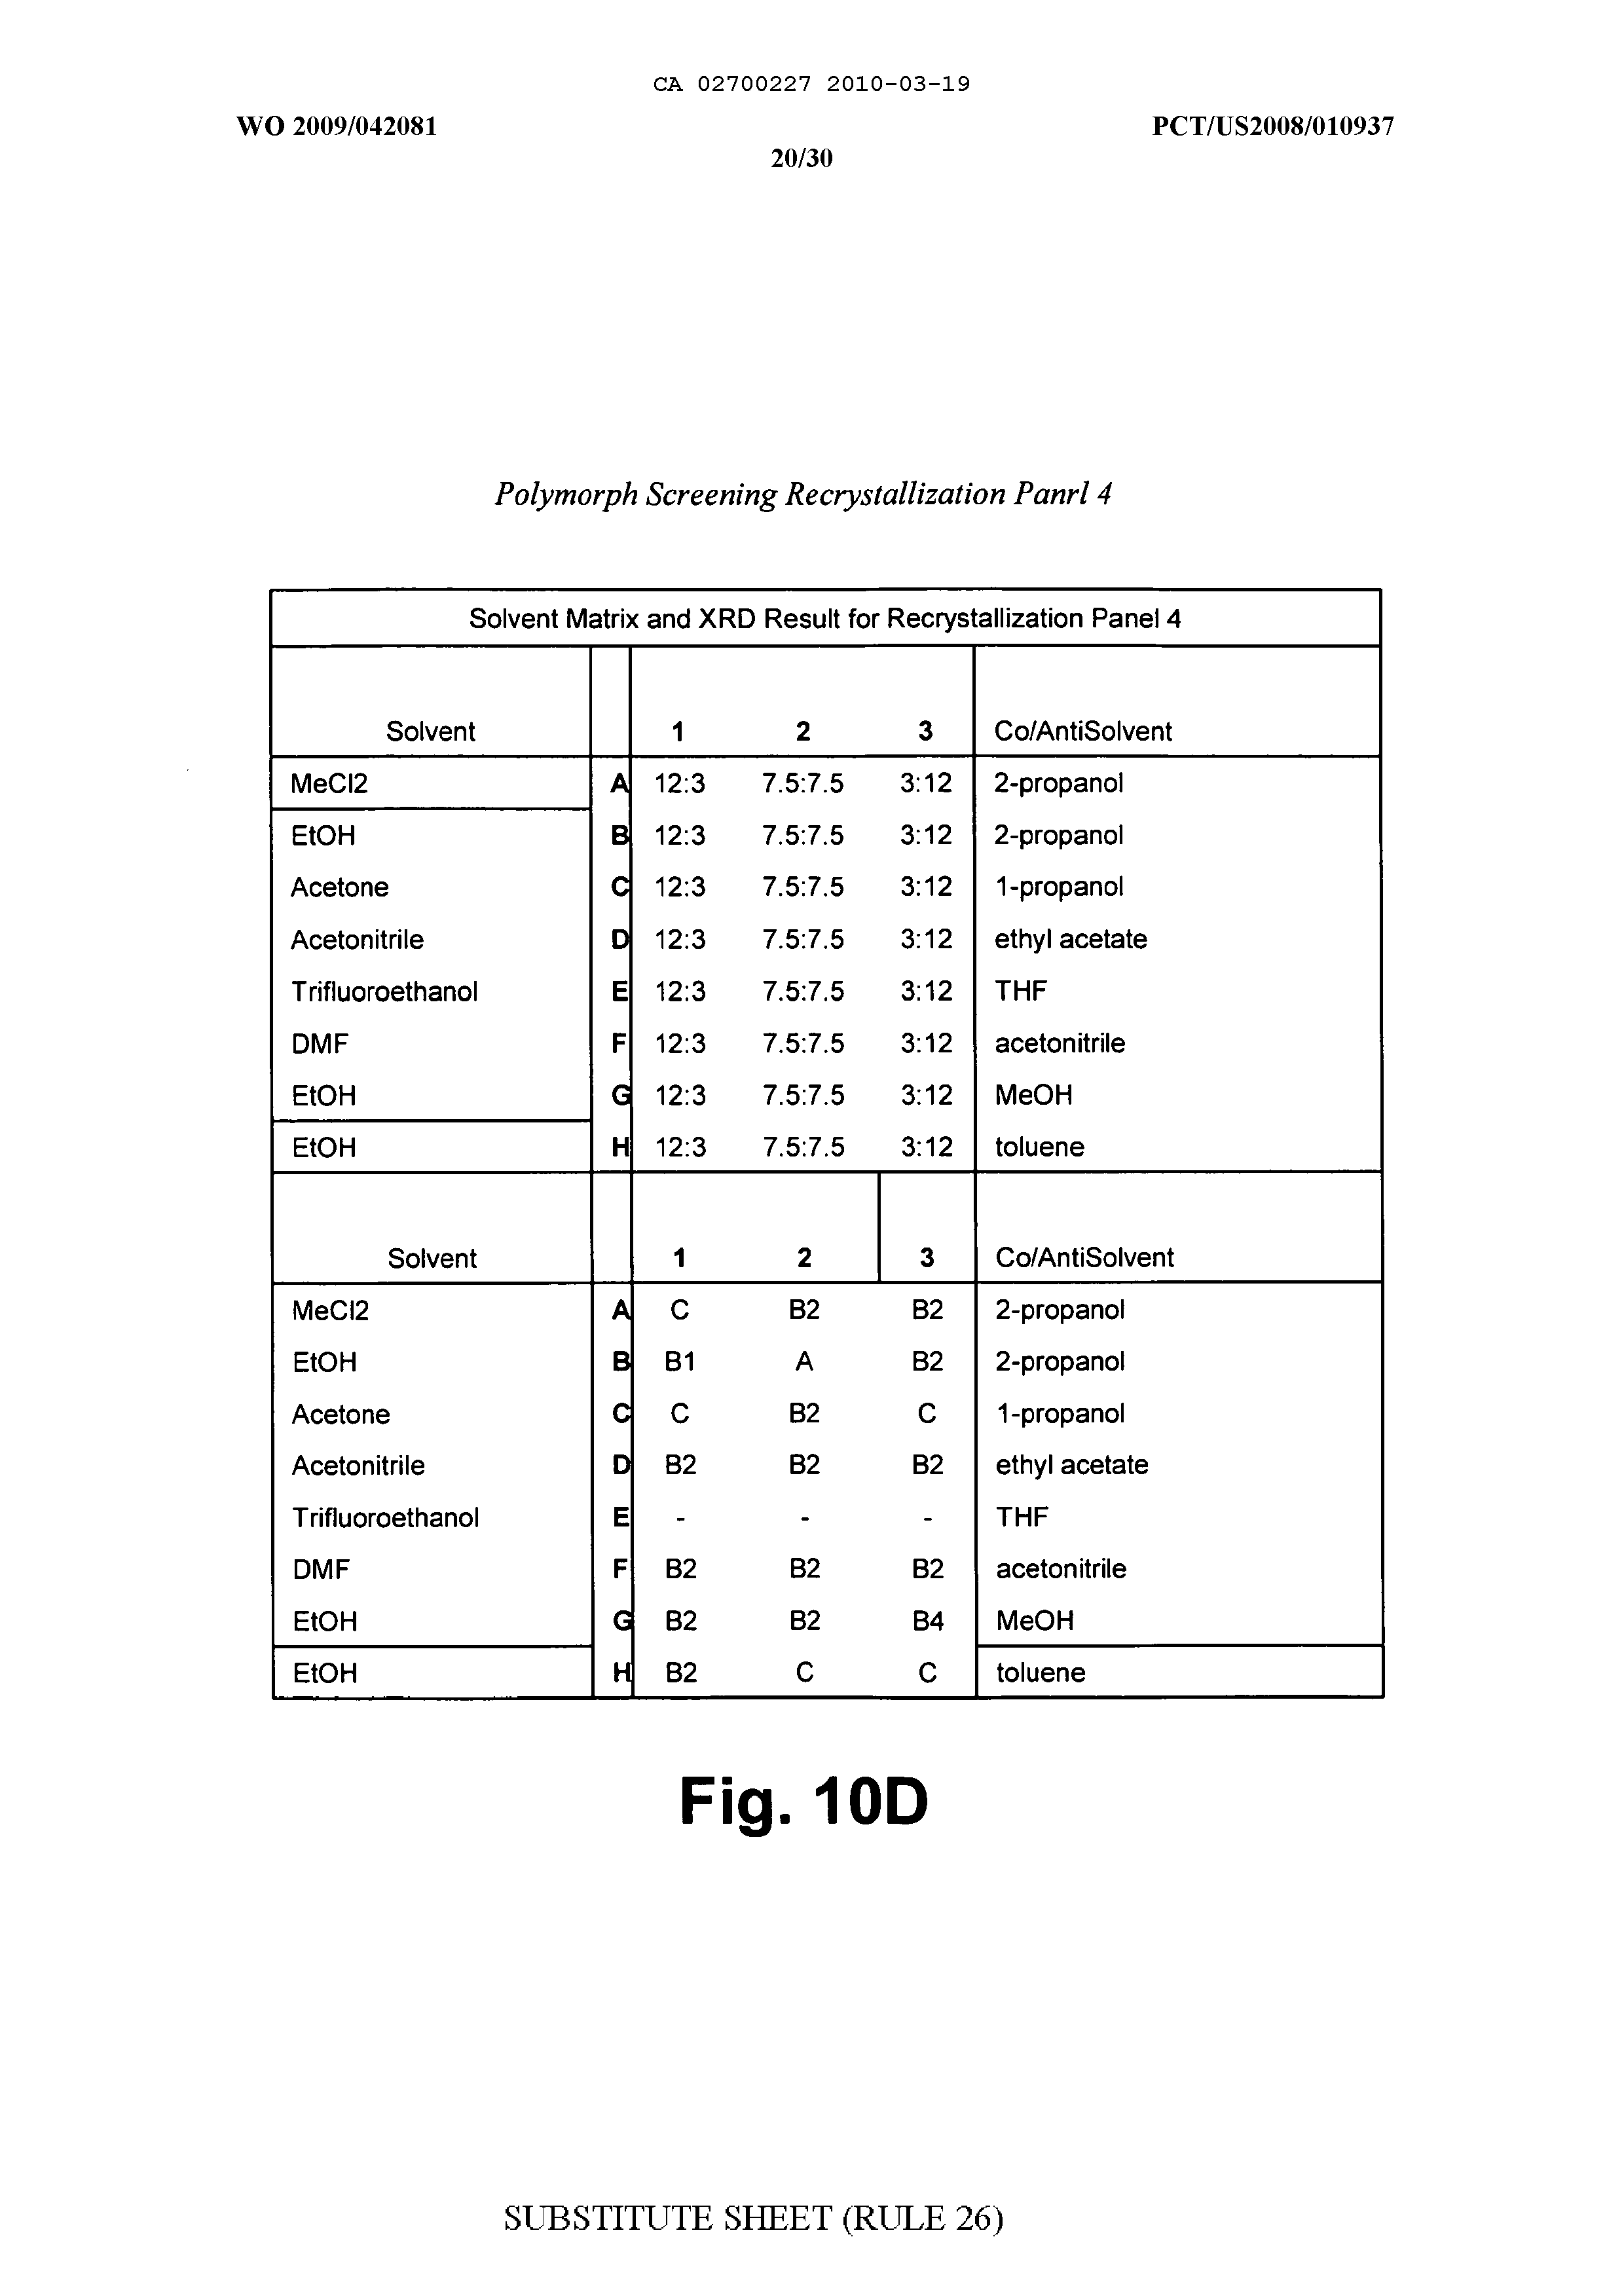 CA 02700227 2010-03-19
WO 2009/042081 PCT/US2008/010937
20/30
Polymorph Screening Recrystallization Panrl 4
Solvent Matrix and XRD Result for Recrystallization Panel 4
Solvent 1 2 3 Co/AntiSolvent
MeCl2 A 12:3 7.5:7.5 3:12 2-propanol
EtOH B 12:3 7.5:7.5 3:12 2-propanol
Acetone C 12:3 7.5:7.5 3:12 1-propanol
Acetonitrile D 12:3 7.5:7.5 3:12 ethyl acetate
Trifluoroethanol E 12:3 7.5:7.5 3:12 THF
DMF F 12:3 7.5:7.5 3:12 acetonitrile
EtOH G 12:3 7.5:7.5 3:12 MeOH
EtOH H 12:3 7.5:7.5 3:12 toluene
Solvent 1 2 3 Co/AntiSolvent
MeCl2 A C B2 B2 2-propanol
EtOH B B1 A B2 2-propanol
Acetone C C B2 C 1-propanol
Acetonitrile D B2 B2 B2 ethyl acetate
Trifluoroethanol E - - - THF
DMF F B2 B2 B2 acetonitrile
EtOH G B2 B2 B4 MeOH
EtOH H B2 C C toluene
Fig. 10D
SUBSTITUTE SHEET (RULE 26)